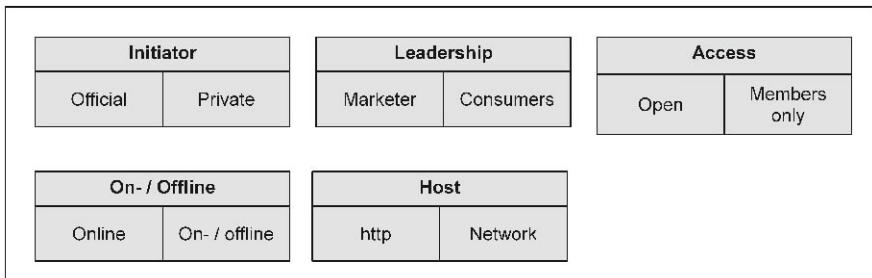 Initiator
Official
Private
Leadership
Marketer
Consumers
Access
Open
Members
only
On- / Offline
Online
On- / offline
Host
http
Network